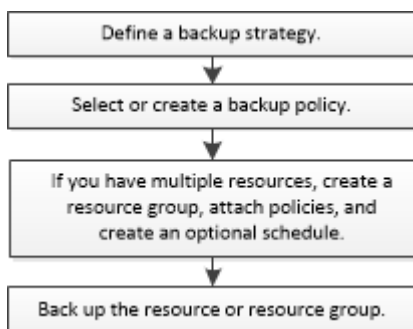 Define a backup strategy.
Select or create a backup policy.
If you have multiple resources, create a
resource group, attach policies, and
create an optional schedule.
Back up the resource or resource group.